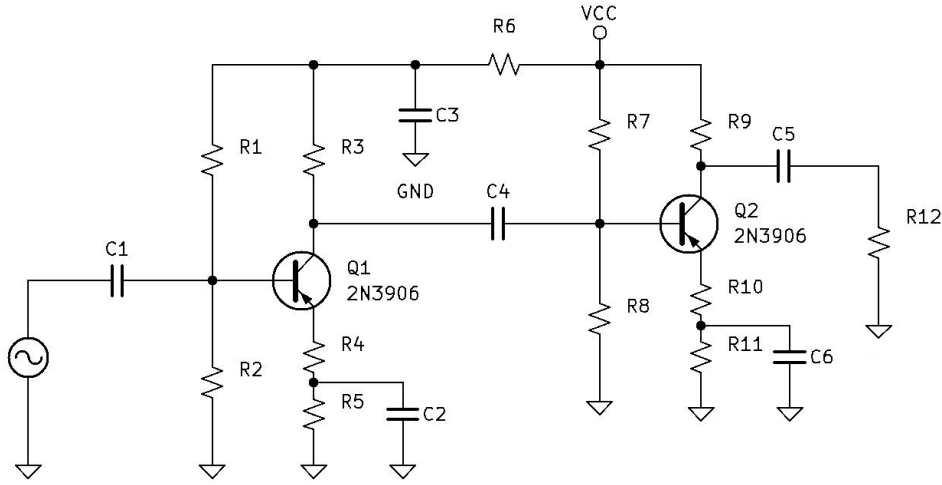 VCC
R6
C3
R1
R3
R7
R9
C5
GND
C4
Q2
2N3906
R12
C1
Q1
2N3906
R10
R8
R4
R11
C6
R2
R5
C2